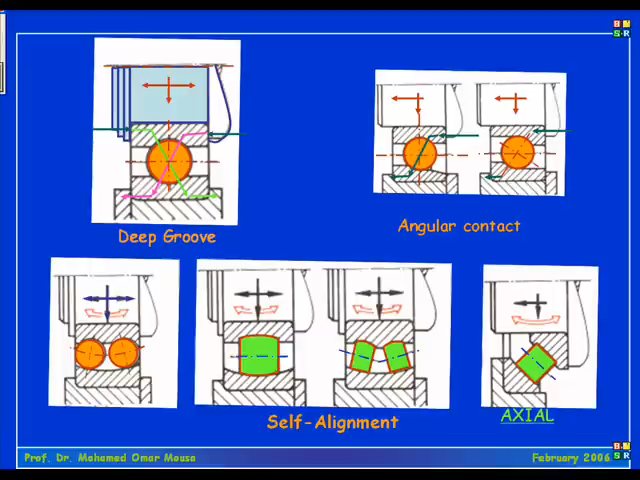 Deep Groove
Angular contact
Self-Alignment
AXIAL
Prof. Dr. Mohamed Omar Mousa
February 2006